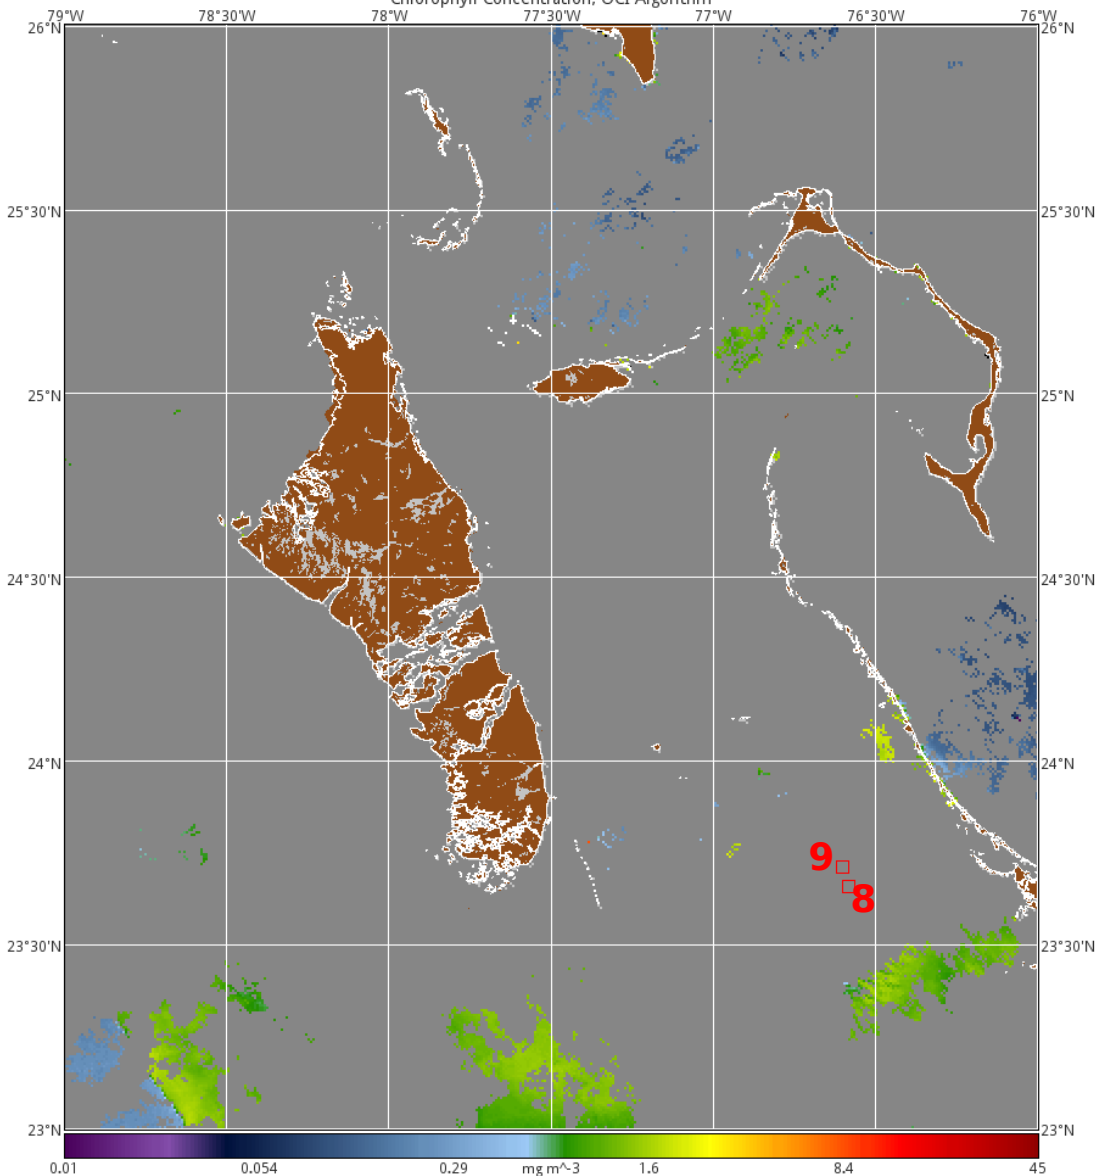 Chlorophyll Concentration, OCI Algorithm
79°W 78°30'W 78°W 77°30'W 77°W 76°30'W 76°W
26°N 26°N
25°30'N 25°30'N
25°N 25°N
24°30'N 24°30'N
24°N 24°N
9
8
23°30'N 23°30'N
23°N 23°N
0.01 0.054 0.29 mg m^-3 1.6 8.4 45